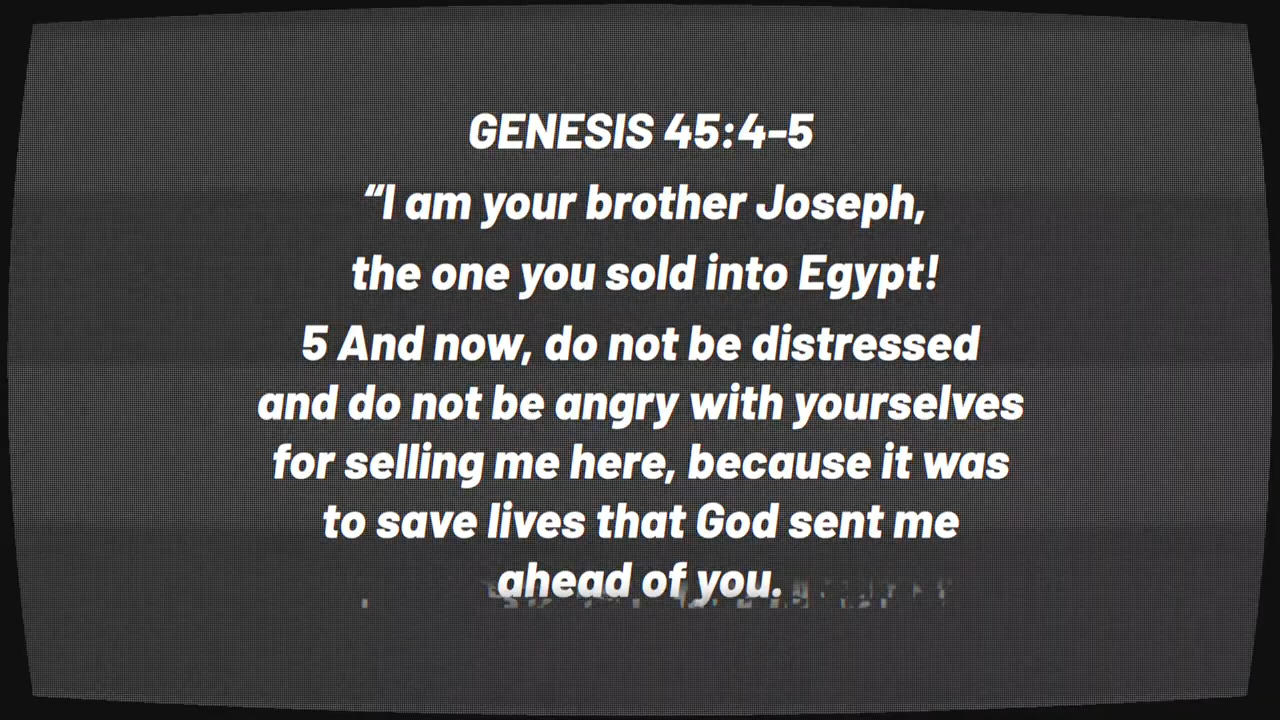 GENESIS 45:4-5
“I am your brother Joseph,
the one you sold into Egypt!
5 And now, do not be distressed
and do not be angry with yourselves
for selling me here, because it was
to save lives that God sent me
ahead of you.